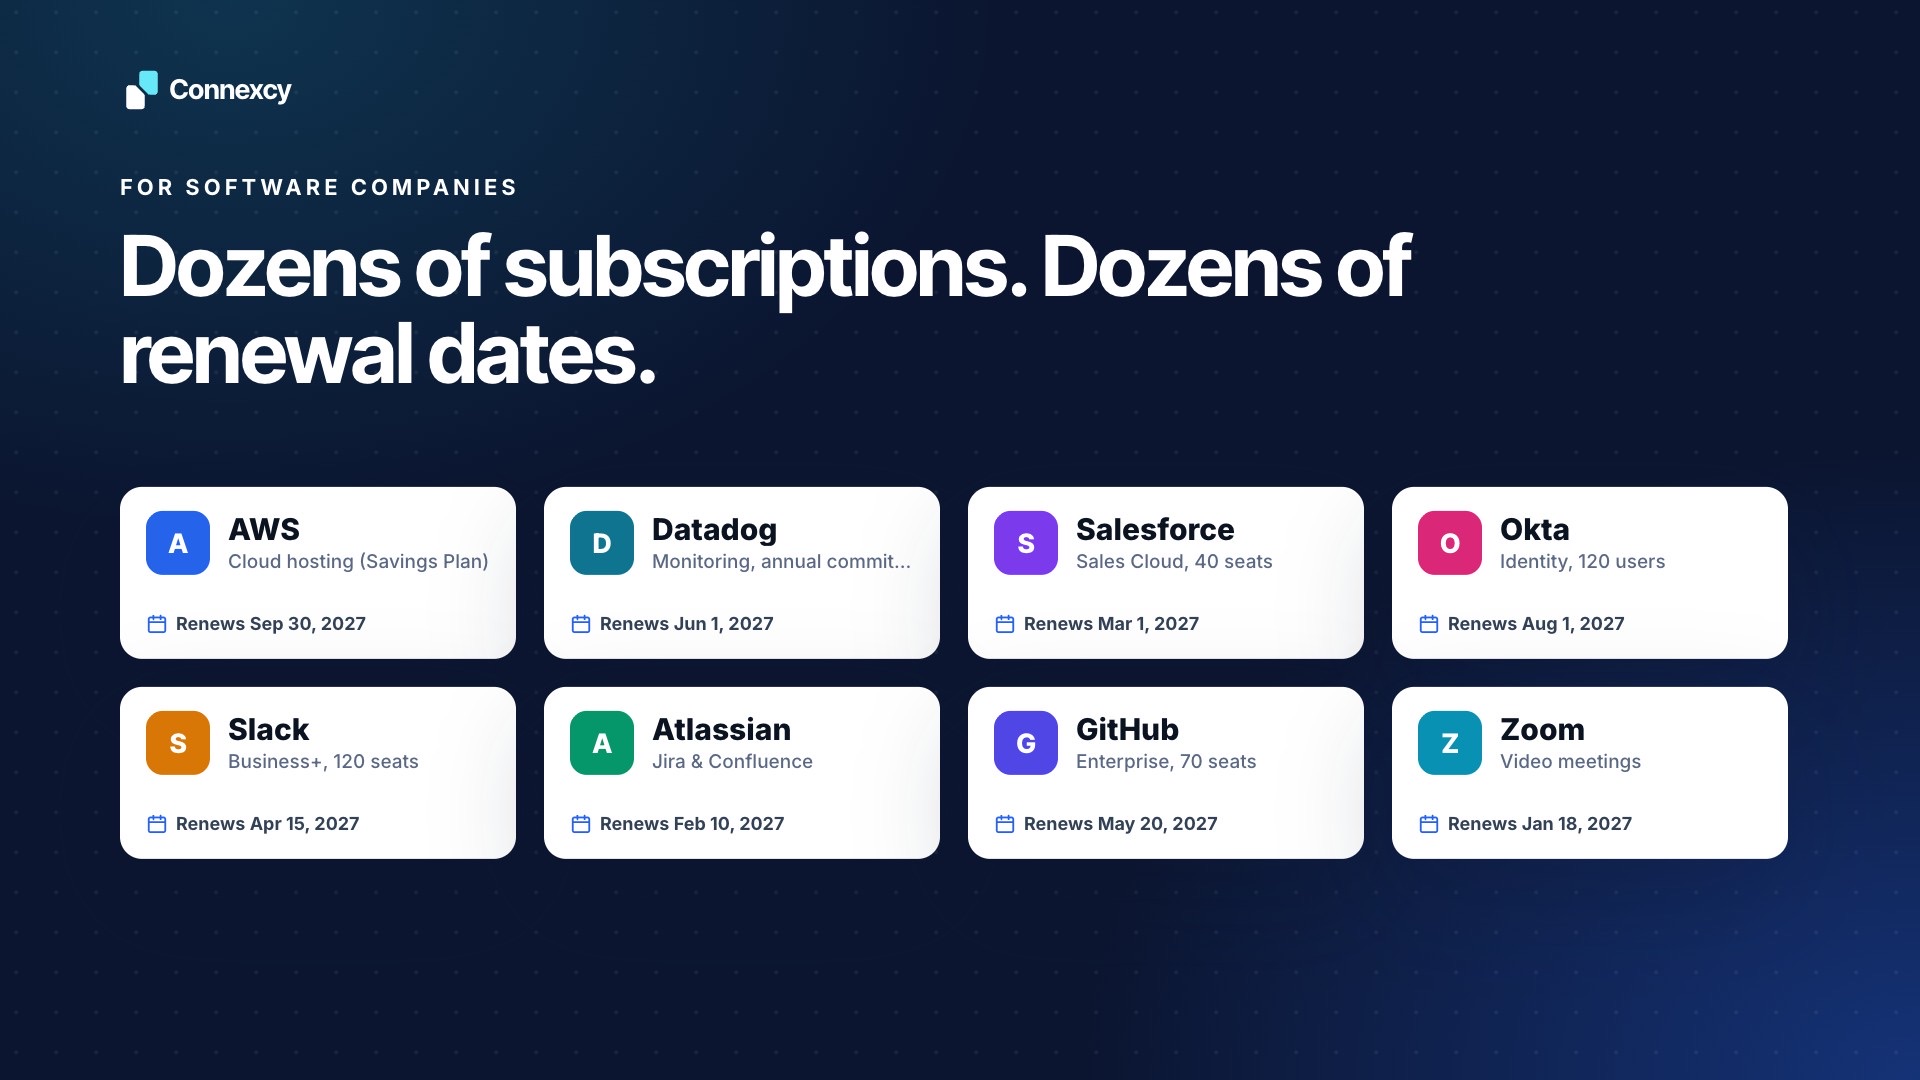 Connexcy
FOR SOFTWARE COMPANIES
Dozens of subscriptions. Dozens of
renewal dates.
A
AWS
Cloud hosting (Savings Plan)
Renews Sep 30, 2027
D
Datadog
Monitoring, annual commit...
Renews Jun 1, 2027
S
Salesforce
Sales Cloud, 40 seats
Renews Mar 1, 2027
O
Okta
Identity, 120 users
Renews Aug 1, 2027
S
Slack
Business+, 120 seats
Renews Apr 15, 2027
A
Atlassian
Jira & Confluence
Renews Feb 10, 2027
G
GitHub
Enterprise, 70 seats
Renews May 20, 2027
Z
Zoom
Video meetings
Renews Jan 18, 2027